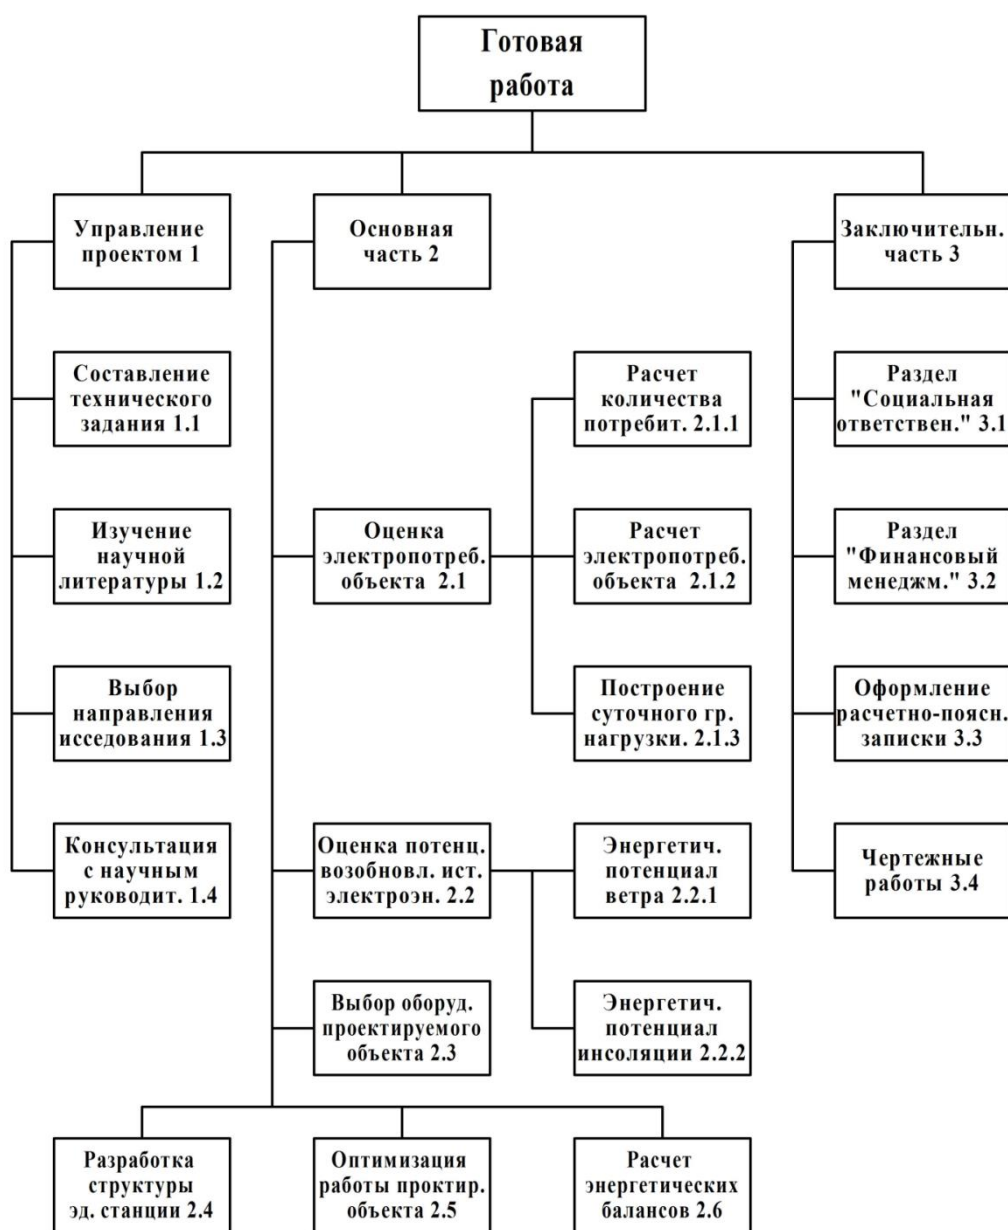 Готовая
работа
Управление
проектом 1
Основная
часть 2
Заключительн.
часть 3
Составление
технического
задания 1.1
Расчет
количества
потребит. 2.1.1
Раздел
"Социальная
ответствен." 3.1
Изучение
научной
литературы 1.2
Оценка
электропотреб.
объекта 2.1
Расчет
электропотреб.
объекта 2.1.2
Раздел
"Финансовый
менеджм." 3.2
Выбор
направления
исседования 1.3
Построение
суточного гр.
нагрузки. 2.1.3
Оформление
расчетно-поясн.
записки 3.3
Консультация
с научным
руководит. 1.4
Оценка потенц.
возобновл. ист.
электроэн. 2.2
Энергетич.
потенциал
ветра 2.2.1
Чертежные
работы 3.4
Выбор оборуд.
проектируемого
объекта 2.3
Энергетич.
потенциал
инсоляции 2.2.2
Разработка
структуры
эд. станции 2.4
Оптимизация
работы проктир.
объекта 2.5
Расчет
энергетических
балансов 2.6